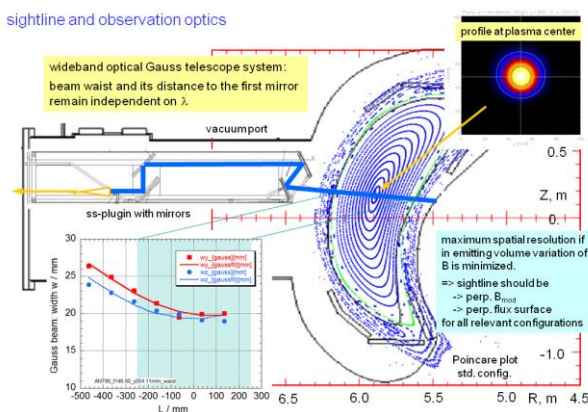 sightline and observation optics
profile at plasma center
wideband optical Gauss telescope system:
beam waist and its distance to the first mirror
remain independent on λ
vacuumport
ss-plugin with mirrors
0.5
Z, m
0.
-1.0
maximum spatial resolution if
in emitting volume variation of
B is minimized.
=> sightline should be
-> perp. B_mod
-> perp. flux surface
for all relevant configurations
Poincare plot
std. config.
6.5 6.0 5.5 5.0 R, m 4.5
Gauss beam. width w / mm
30
25
20
15
10
wy_[gauss][mm]
wy_[gaussfit][mm]
wz_[gauss][mm]
wz_[gaussfit][mm]
-500 -400 -300 -200 -100 0 100 200
L / mm